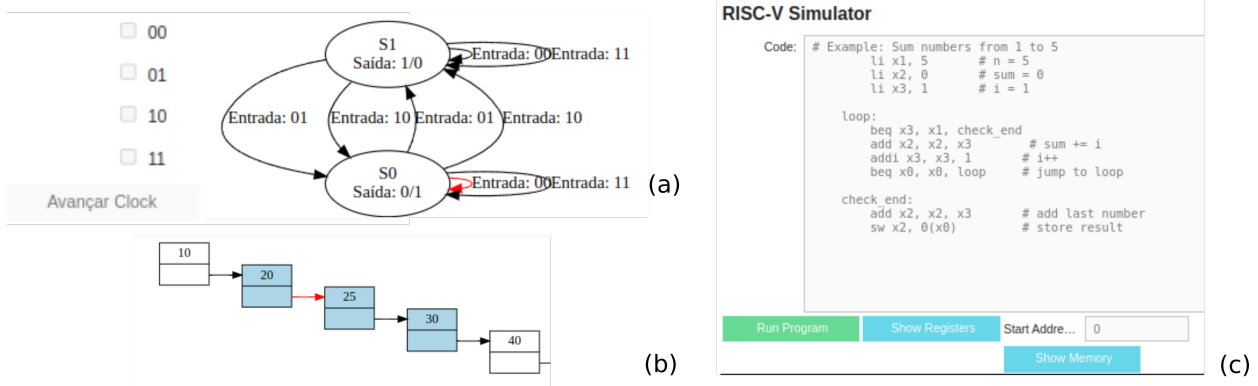 00
01
10
11
Avançar Clock
S1
Saída: 1/0
Entrada: 00
Entrada: 11
Entrada: 01
Entrada: 10
Entrada: 01
Entrada: 10
S0
Saída: 0/1
Entrada: 00
Entrada: 11
(a)
10
20
25
30
40
(b)
RISC-V Simulator
Code:
# Example: Sum numbers from 1 to 5
li x1, 5 # n = 5
li x2, 0 # sum = 0
li x3, 1 # i = 1
loop:
beq x3, x1, check_end
add x2, x2, x3 # sum += i
addi x3, x3, 1 # i++
beq x0, x0, loop # jump to loop
check_end:
add x2, x2, x3 # add last number
sw x2, 0(x0) # store result
Run Program
Show Registers
Start Addre...
0
Show Memory
(c)